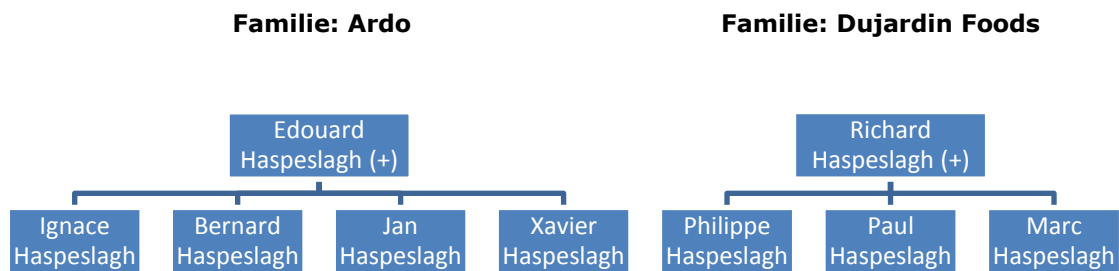 Familie: Ardo
Familie: Dujardin Foods
Edouard
Haspeslagh (+)
Richard
Haspeslagh (+)
Ignace
Haspeslagh
Bernard
Haspeslagh
Jan
Haspeslagh
Xavier
Haspeslagh
Philippe
Haspeslagh
Paul
Haspeslagh
Marc
Haspeslagh